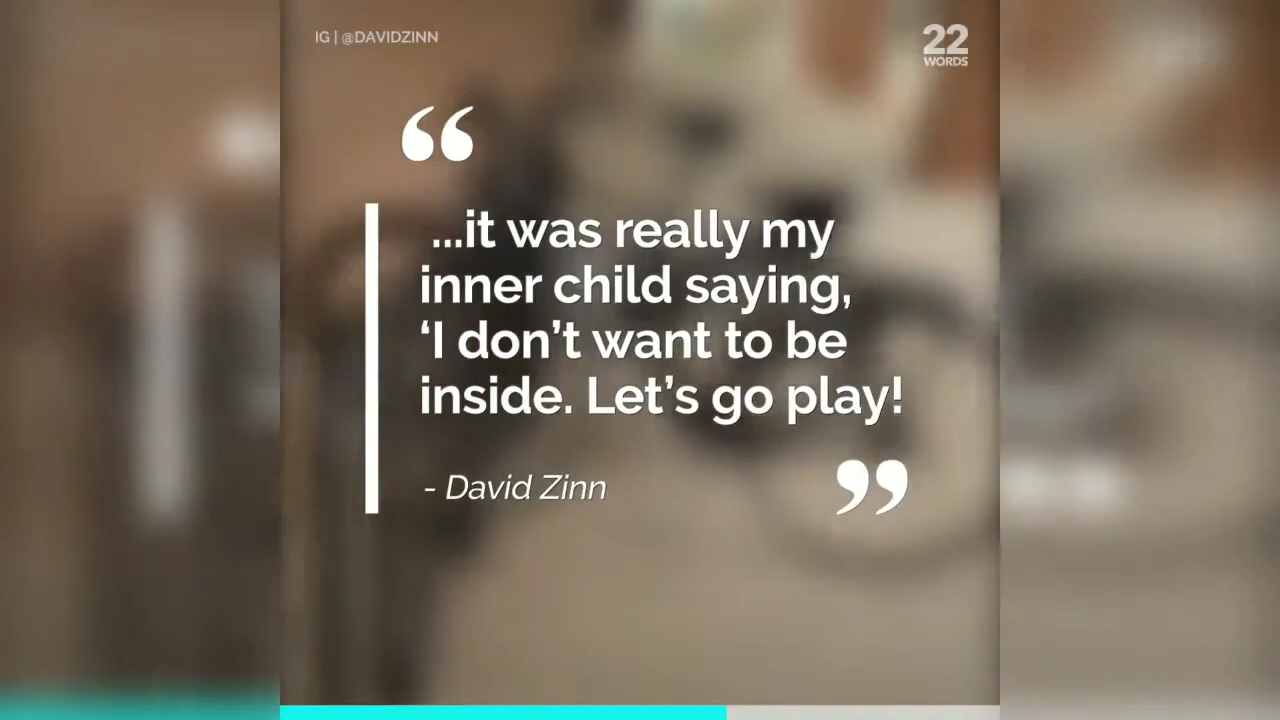 IG | @DAVIDZINN
22
WORDS
“
...it was really my
inner child saying,
‘I don’t want to be
inside. Let’s go play!
- David Zinn
”